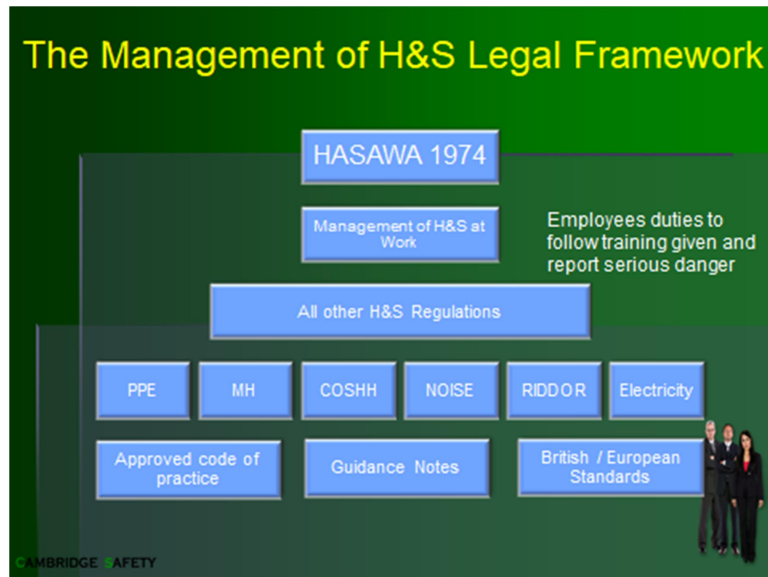 The Management of H&S Legal Framework
HASAWA 1974
Management of H&S at
Work
Employees duties to
follow training given and
report serious danger
All other H&S Regulations
PPE
MH
COSHH
NOISE
RIDDOR
Electricity
Approved code of
practice
Guidance Notes
British / European
Standards
CAMBRIDGE SAFETY